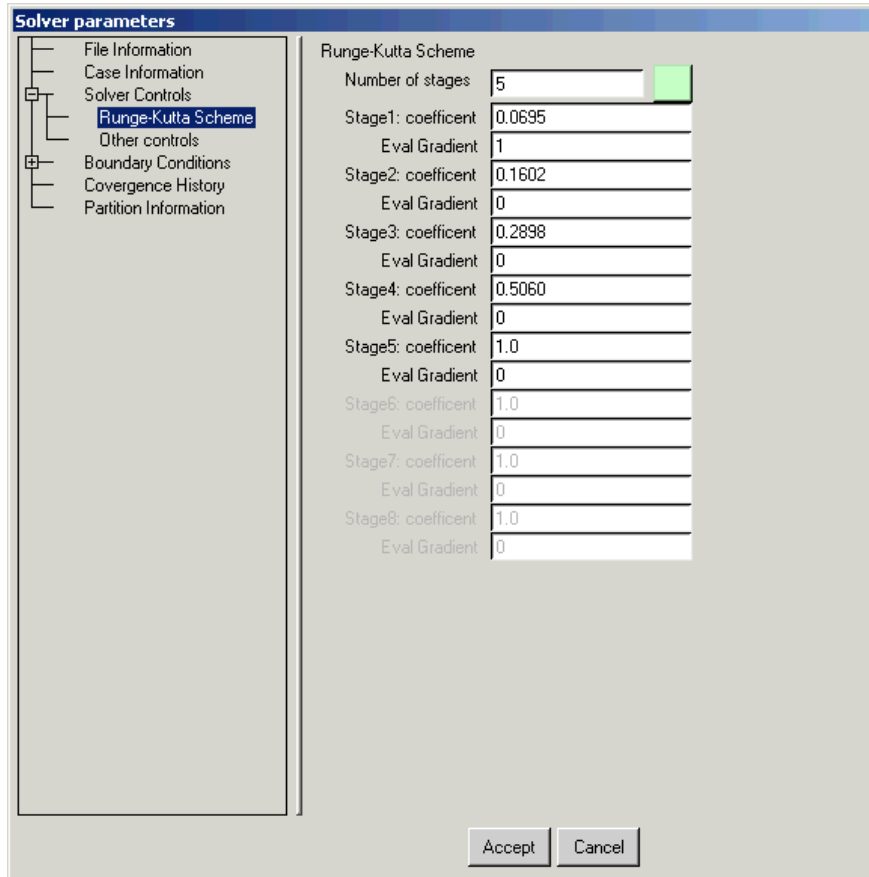 Solver parameters
File Information
Case Information
Solver Controls
Runge-Kutta Scheme
Other controls
Boundary Conditions
Covergence History
Partition Information
Runge-Kutta Scheme
Number of stages 5
Stage1: coefficent 0.0695
Eval Gradient 1
Stage2: coefficent 0.1602
Eval Gradient 0
Stage3: coefficent 0.2898
Eval Gradient 0
Stage4: coefficent 0.5060
Eval Gradient 0
Stage5: coefficent 1.0
Eval Gradient 0
Stage6: coefficent 1.0
Eval Gradient 0
Stage7: coefficent 1.0
Eval Gradient 0
Stage8: coefficent 1.0
Eval Gradient 0
Accept Cancel